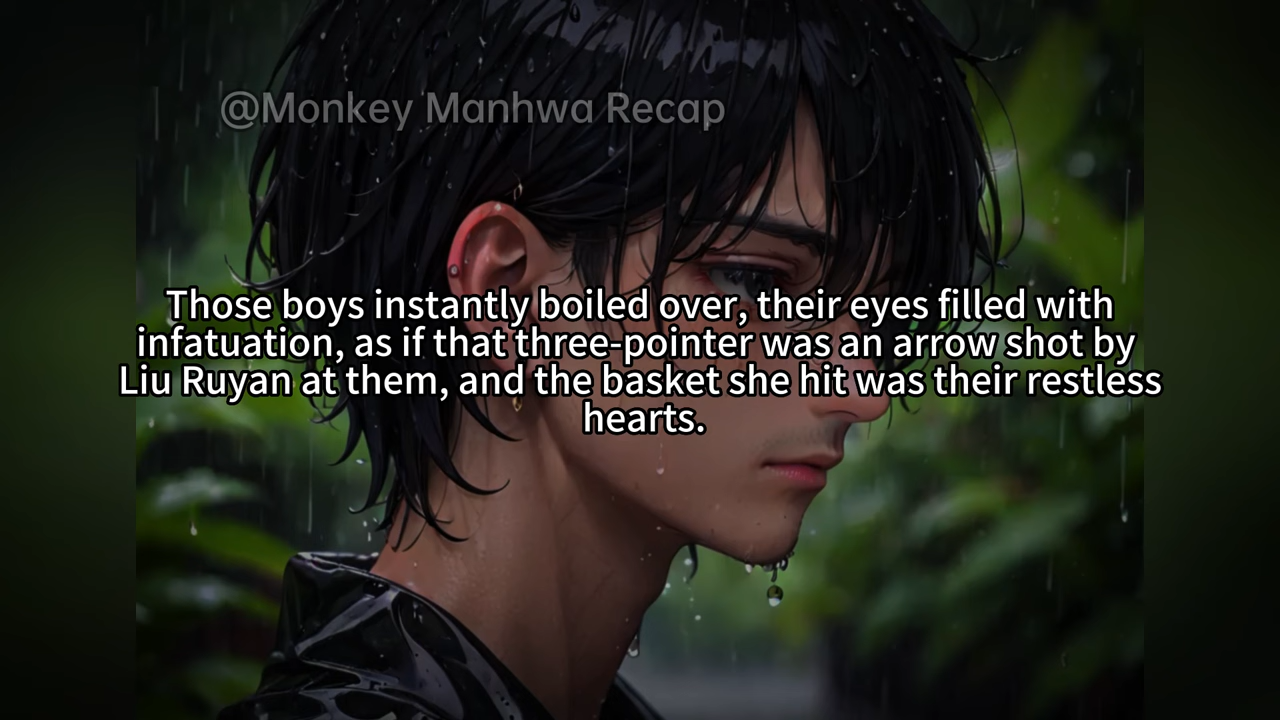 @Monkey Manhwa Recap
Those boys instantly boiled over, their eyes filled with
infatuation, as if that three-pointer was an arrow shot by
Liu Ruyan at them, and the basket she hit was their restless
hearts.